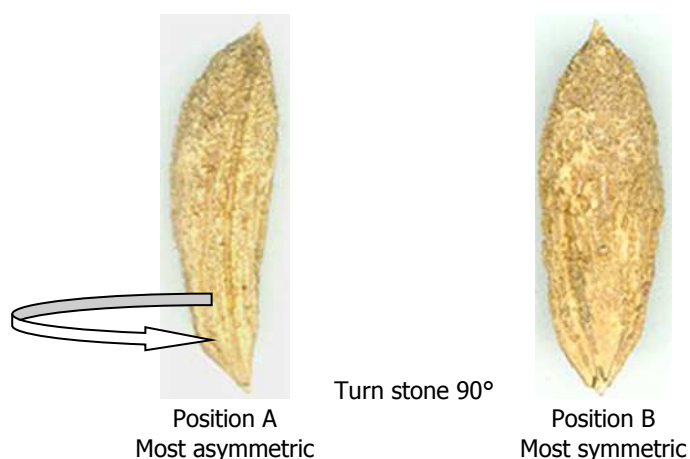 Turn stone 90°
Position A
Most asymmetric
Position B
Most symmetric